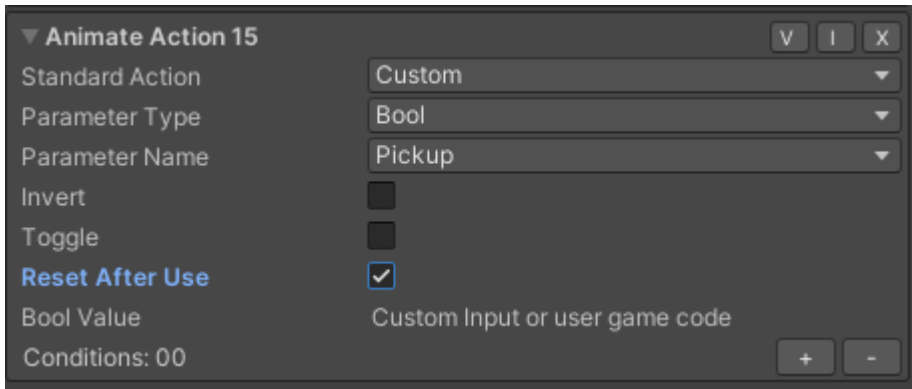 Animate Action 15 V I X
Standard Action Custom
Parameter Type Bool
Parameter Name Pickup
Invert
Toggle
Reset After Use
Bool Value Custom Input or user game code
Conditions: 00 + -